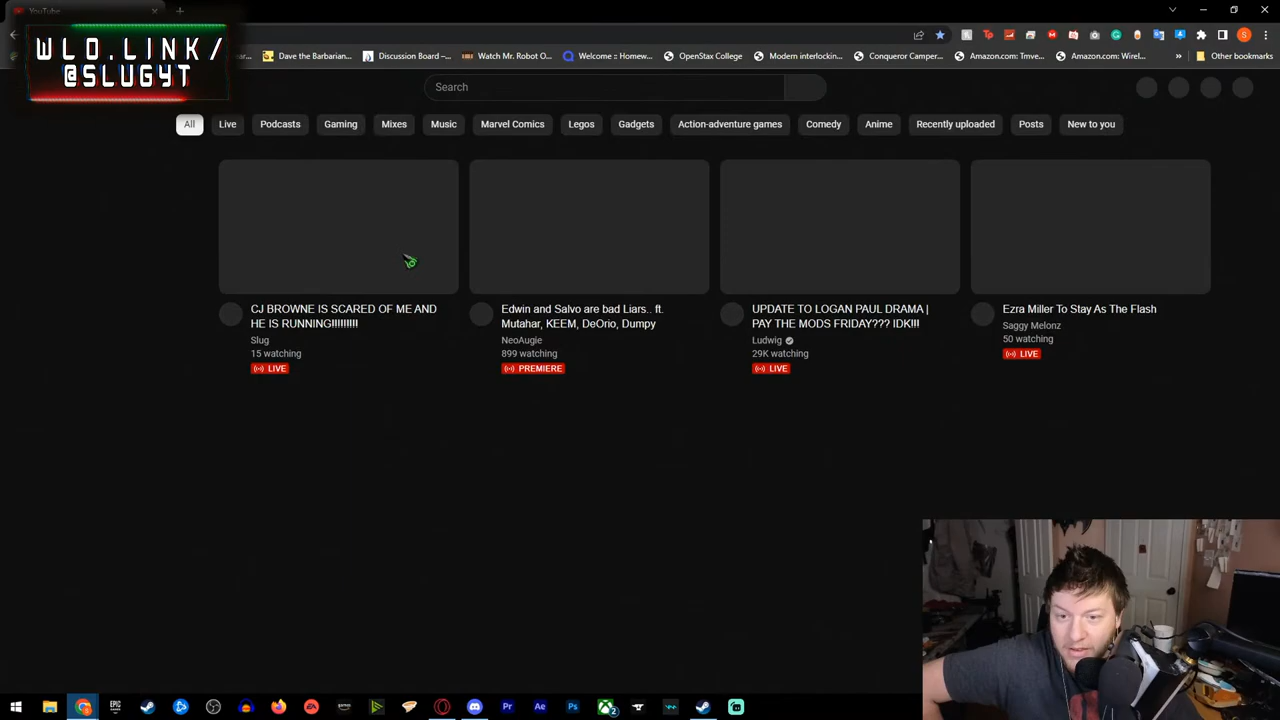 YouTube
WLO.LINK/
@SLUGYT
ar...
Dave the Barbarian...
Discussion Board –...
Watch Mr. Robot O...
Welcome :: Homew...
OpenStax College
Modern interlockin...
Conqueror Camper...
Amazon.com: Tmve...
Amazon.com: Wirel...
»
Other bookmarks
Search
All
Live
Podcasts
Gaming
Mixes
Music
Marvel Comics
Legos
Gadgets
Action-adventure games
Comedy
Anime
Recently uploaded
Posts
New to you
CJ BROWNE IS SCARED OF ME AND
HE IS RUNNING!!!!!!!!!
Slug
15 watching
LIVE
Edwin and Salvo are bad Liars.. ft.
Mutahar, KEEM, DeOrio, Dumpy
NeoAugie
899 watching
PREMIERE
UPDATE TO LOGAN PAUL DRAMA |
PAY THE MODS FRIDAY??? IDK!!!
Ludwig
29K watching
LIVE
Ezra Miller To Stay As The Flash
Saggy Melonz
50 watching
LIVE